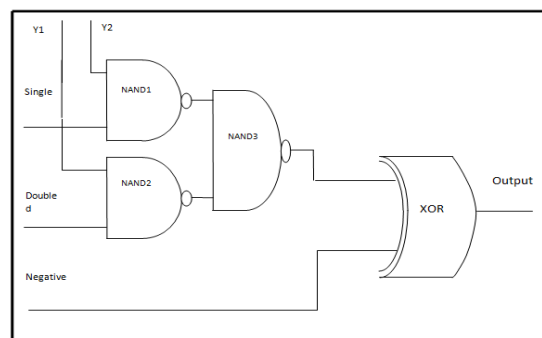 Y1
Y2
Single
NAND1
NAND3
NAND2
Double
d
XOR
Output
Negative